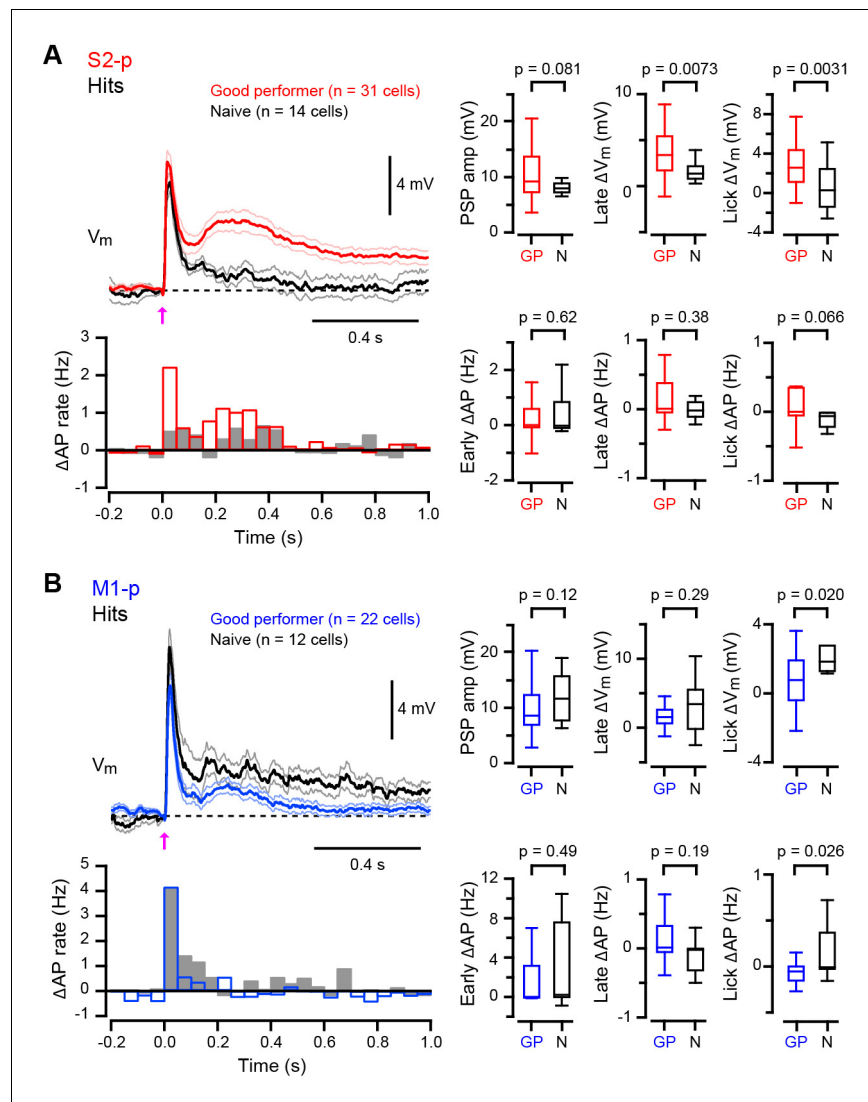 A
S2-p
Hits
Good performer (n = 31 cells)
Naive (n = 14 cells)
4 mV
Vm
0.4 s
3
2
1
0
-1
ΔAP rate (Hz)
-0.2 0.0 0.2 0.4 0.6 0.8 1.0
Time (s)
p = 0.081
20
10
0
PSP amp (mV)
GP N
p = 0.0073
10
0
Late ΔVm (mV)
GP N
p = 0.0031
8
4
0
-4
Lick ΔVm (mV)
GP N
p = 0.62
2
0
-2
Early ΔAP (Hz)
GP N
p = 0.38
1
0
-1
Late ΔAP (Hz)
GP N
p = 0.066
1
0
-1
Lick ΔAP (Hz)
GP N
B
M1-p
Hits
Good performer (n = 22 cells)
Naive (n = 12 cells)
4 mV
Vm
0.4 s
5
4
3
2
1
0
-1
ΔAP rate (Hz)
-0.2 0.0 0.2 0.4 0.6 0.8 1.0
Time (s)
p = 0.12
20
10
0
PSP amp (mV)
GP N
p = 0.29
10
0
Late ΔVm (mV)
GP N
p = 0.020
4
0
-4
Lick ΔVm (mV)
GP N
p = 0.49
12
8
4
0
Early ΔAP (Hz)
GP N
p = 0.19
1
0
-1
Late ΔAP (Hz)
GP N
p = 0.026
1
0
Lick ΔAP (Hz)
GP N